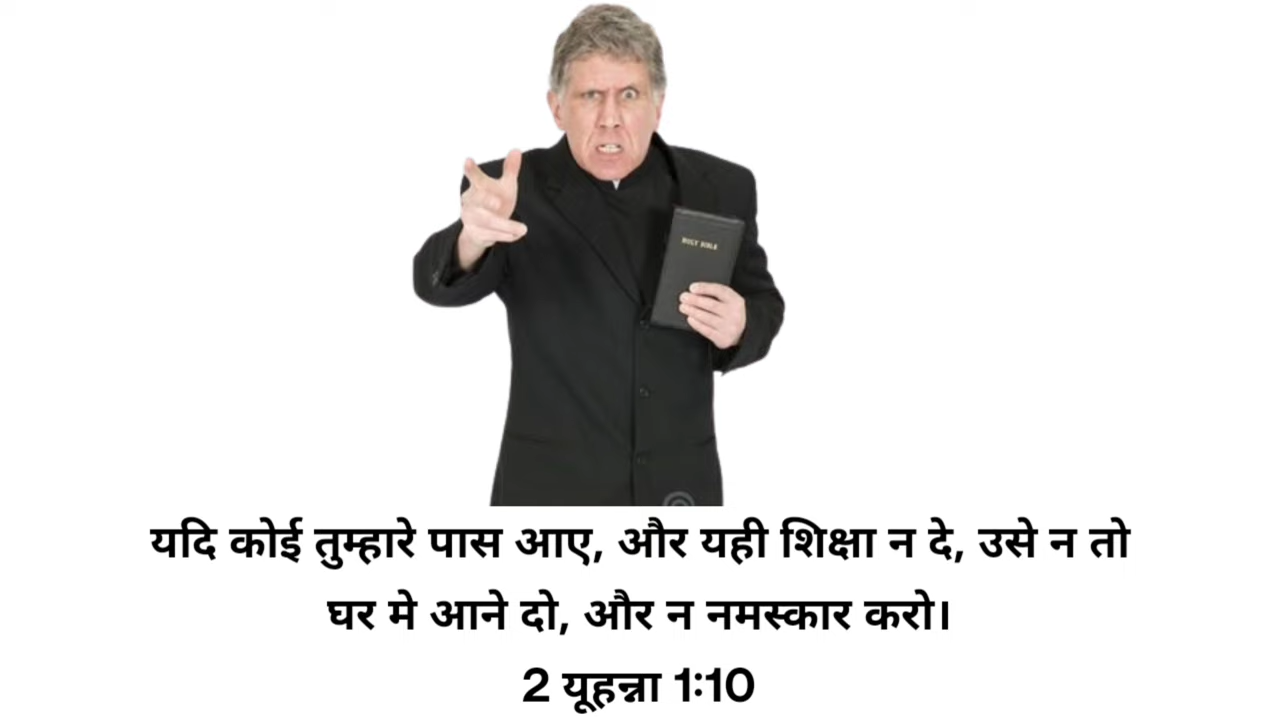 HOLY BIBLE
यदि कोई तुम्हारे पास आए, और यही शिक्षा न दे, उसे न तो
घर मे आने दो, और न नमस्कार करो।
2 यूहन्ना 1:10